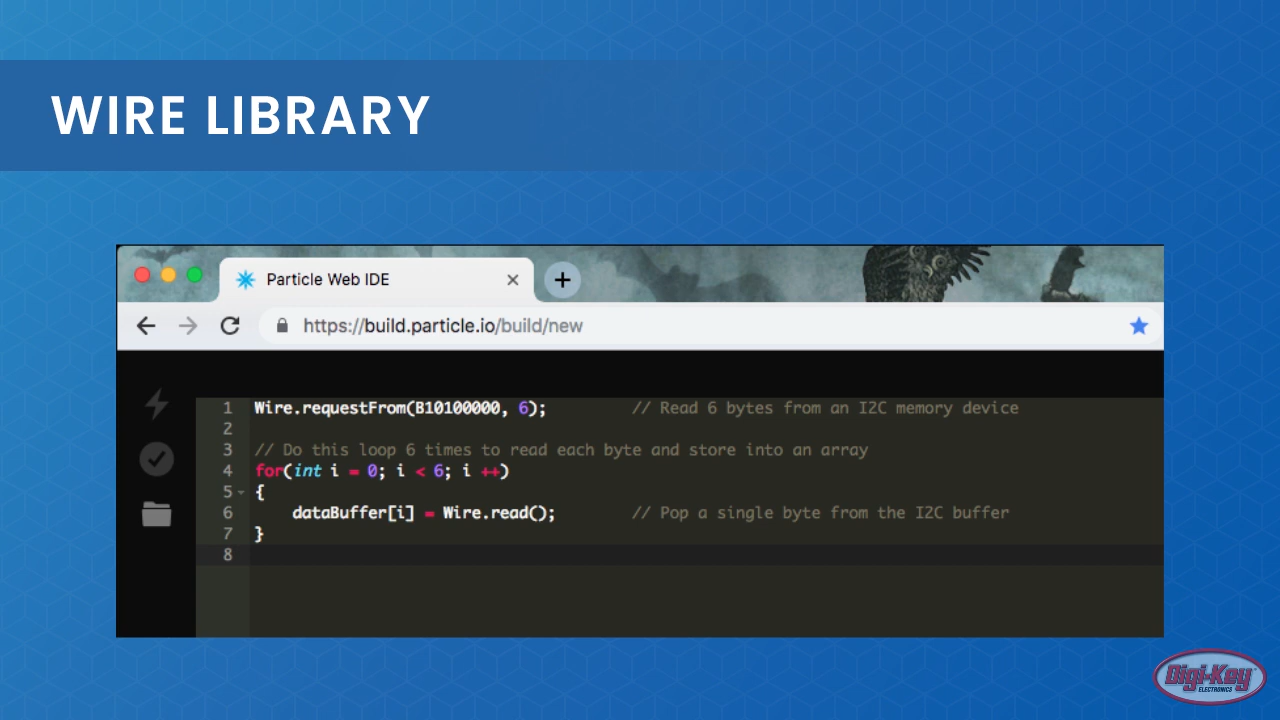 WIRE LIBRARY
Particle Web IDE
https://build.particle.io/build/new
1 Wire.requestFrom(B10100000, 6); // Read 6 bytes from an I2C memory device
2
3 // Do this loop 6 times to read each byte and store into an array
4 for(int i = 0; i < 6; i ++)
5 {
6 dataBuffer[i] = Wire.read(); // Pop a single byte from the I2C buffer
7 }
8
Digi-Key
ELECTRONICS